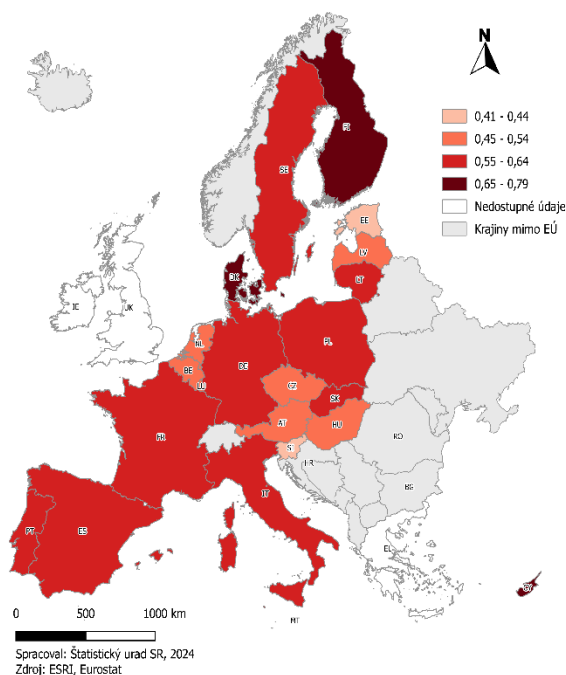 N
0,41 - 0,44
0,45 - 0,54
0,55 - 0,64
0,65 - 0,79
Nedostupné údaje
Krajiny mimo EÚ
FI
SE
EE
LV
LT
DK
IE
UK
NL
PL
BE
DE
LU
CZ
SK
AT
HU
FR
SI
RO
HR
IT
BG
PT
ES
EL
CY
MT
0 500 1000 km
Spracoval: Štatistický urad SR, 2024
Zdroj: ESRI, Eurostat